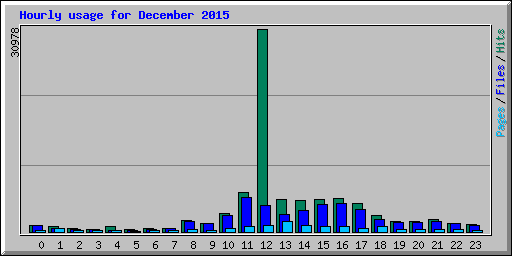 Hourly usage for December 2015
30978
Pages/Files/Hits
0 1 2 3 4 5 6 7 8 9 10 11 12 13 14 15 16 17 18 19 20 21 22 23